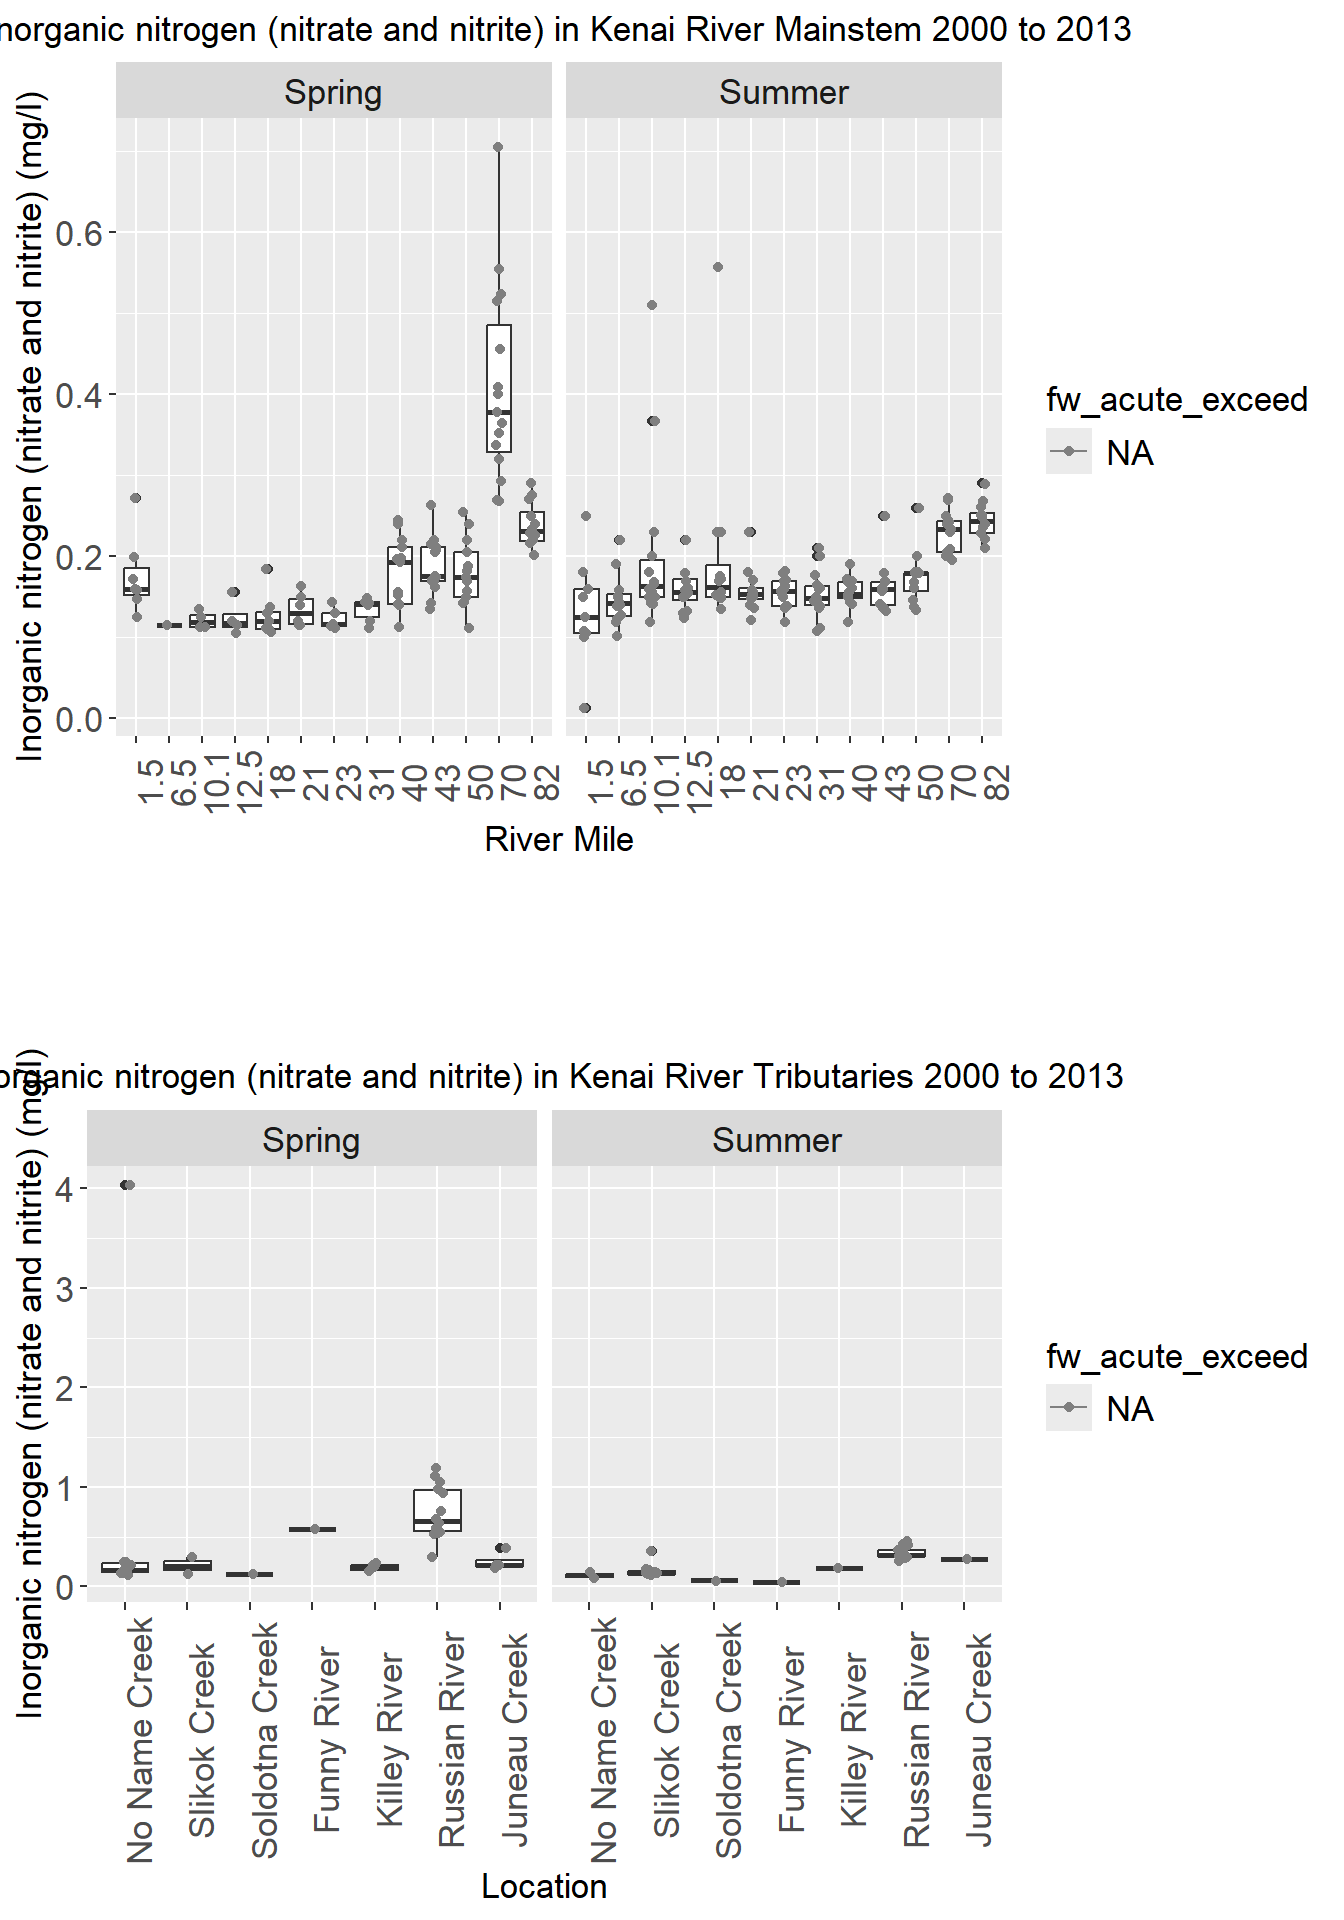 norganic nitrogen (nitrate and nitrite) in Kenai River Mainstem 2000 to 2013
Spring
Summer
Inorganic nitrogen (nitrate and nitrite) (mg/l)
0.6
0.4
0.2
0.0
1.5
6.5
10.1
12.5
18
21
23
31
40
43
50
70
82
1.5
6.5
10.1
12.5
18
21
23
31
40
43
50
70
82
River Mile
fw_acute_exceed
NA
organic nitrogen (nitrate and nitrite) in Kenai River Tributaries 2000 to 2013
Spring
Summer
Inorganic nitrogen (nitrate and nitrite) (mg/l)
4
3
2
1
0
No Name Creek
Slikok Creek
Soldotna Creek
Funny River
Killey River
Russian River
Juneau Creek
No Name Creek
Slikok Creek
Soldotna Creek
Funny River
Killey River
Russian River
Juneau Creek
Location
fw_acute_exceed
NA